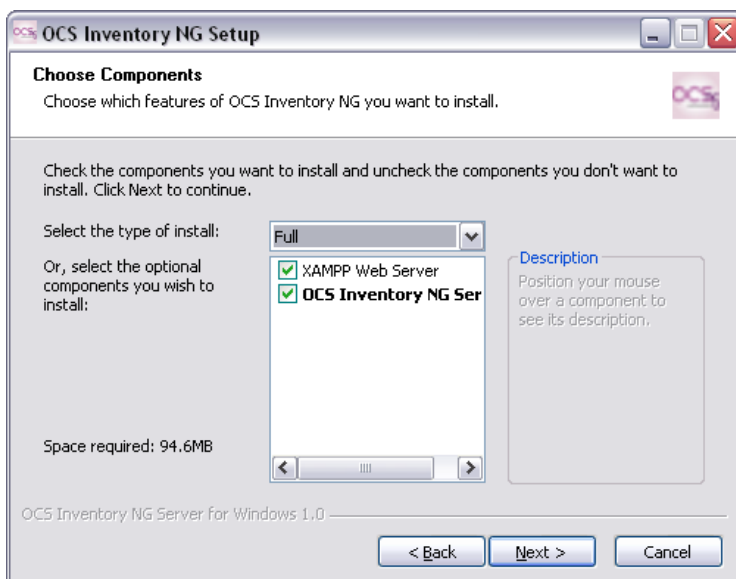 OCS Inventory NG Setup
Choose Components
Choose which features of OCS Inventory NG you want to install.
OCS
Check the components you want to install and uncheck the components you don't want to
install. Click Next to continue.
Select the type of install:
Full
Or, select the optional
components you wish to
install:
XAMPP Web Server
OCS Inventory NG Ser
Description
Position your mouse
over a component to
see its description.
Space required: 94.6MB
OCS Inventory NG Server for Windows 1.0
< Back
Next >
Cancel